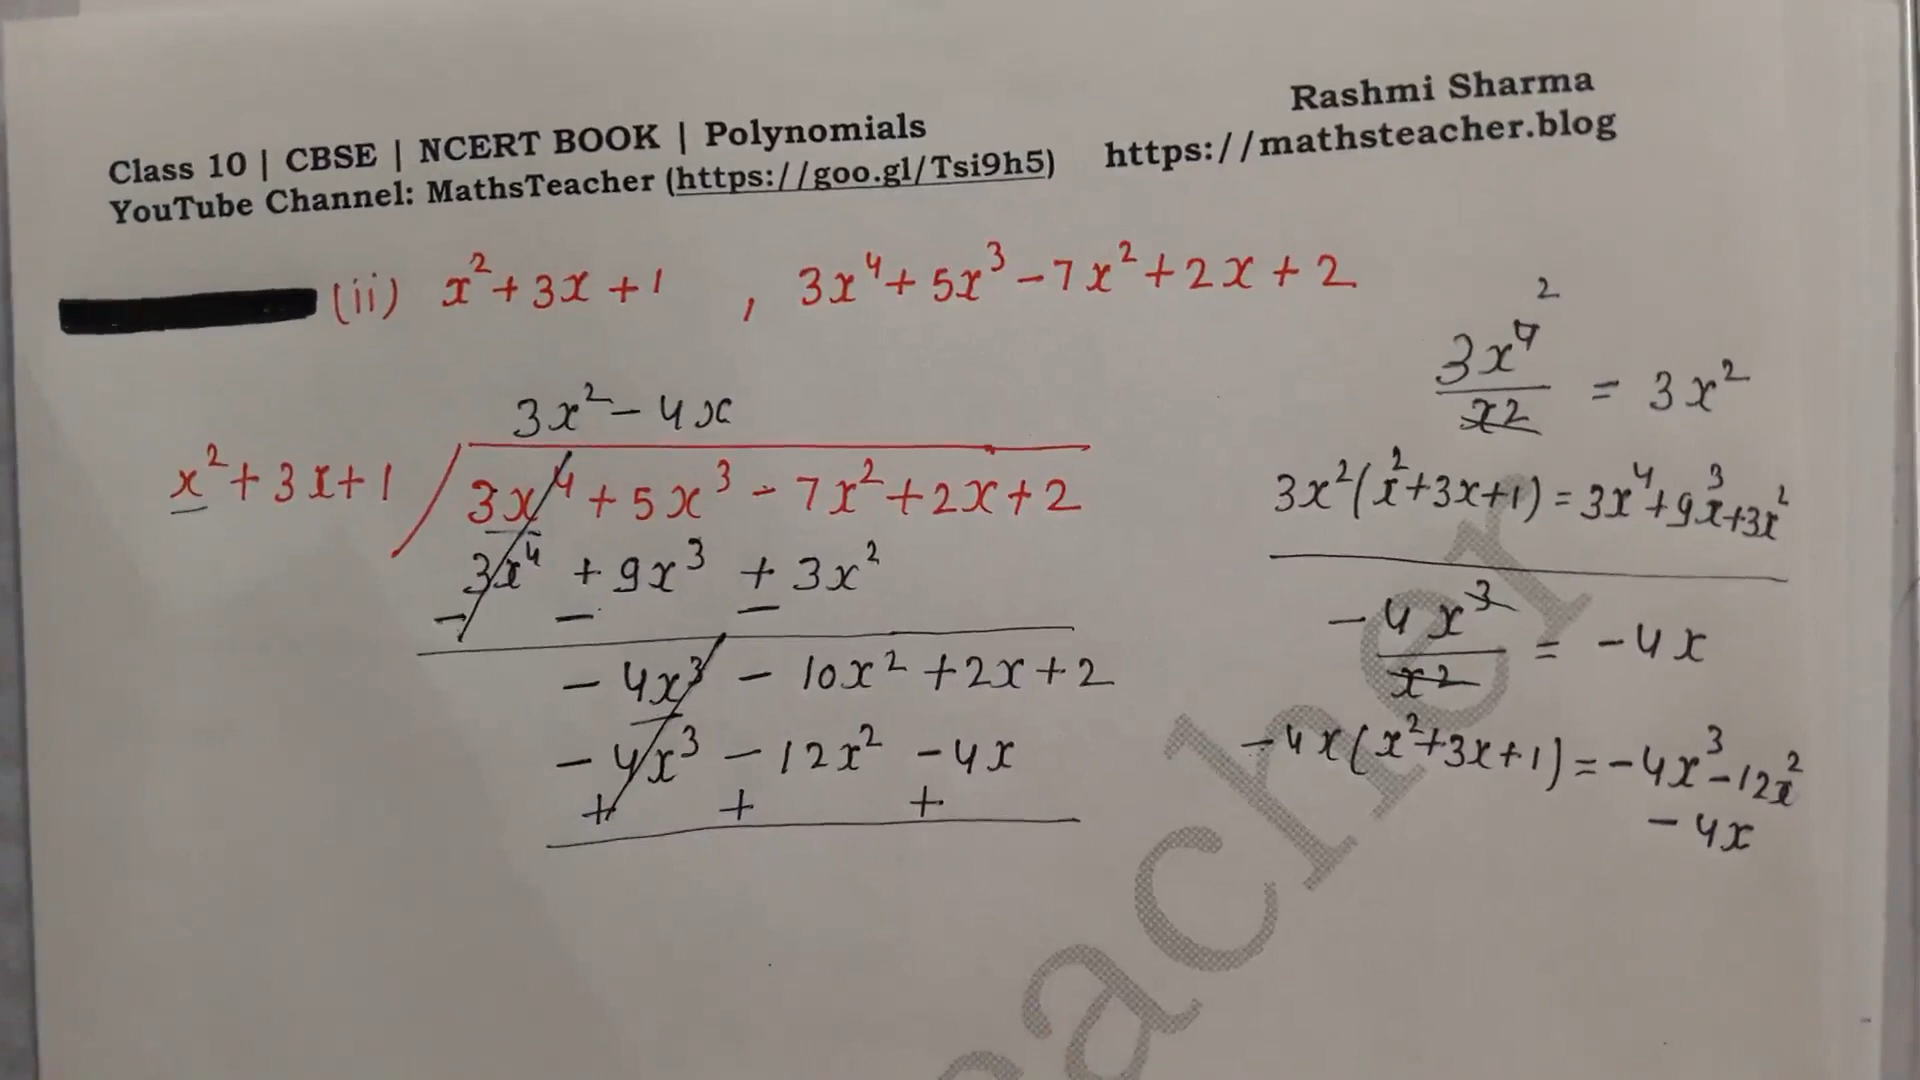 Class 10 | CBSE | NCERT BOOK | Polynomials
Rashmi Sharma
YouTube Channel: MathsTeacher (https://goo.gl/Tsi9h5)
https://mathsteacher.blog
(ii) x²+3x+1 , 3x⁴+5x³-7x²+2x+2
3x²-4x
x²+3x+1
3x⁴+5x³-7x²+2x+2
3x⁴ +9x³ +3x²
- - -
-4x³ -10x² +2x+2
-4x³ -12x² -4x
+ + +
2
3x⁴
x2
= 3x²
3x²(x²+3x+1)=3x⁴+9x³+3x²
-4x³
x2
= -4x
-4x(x²+3x+1)=-4x³-12x²
-4x
eacher